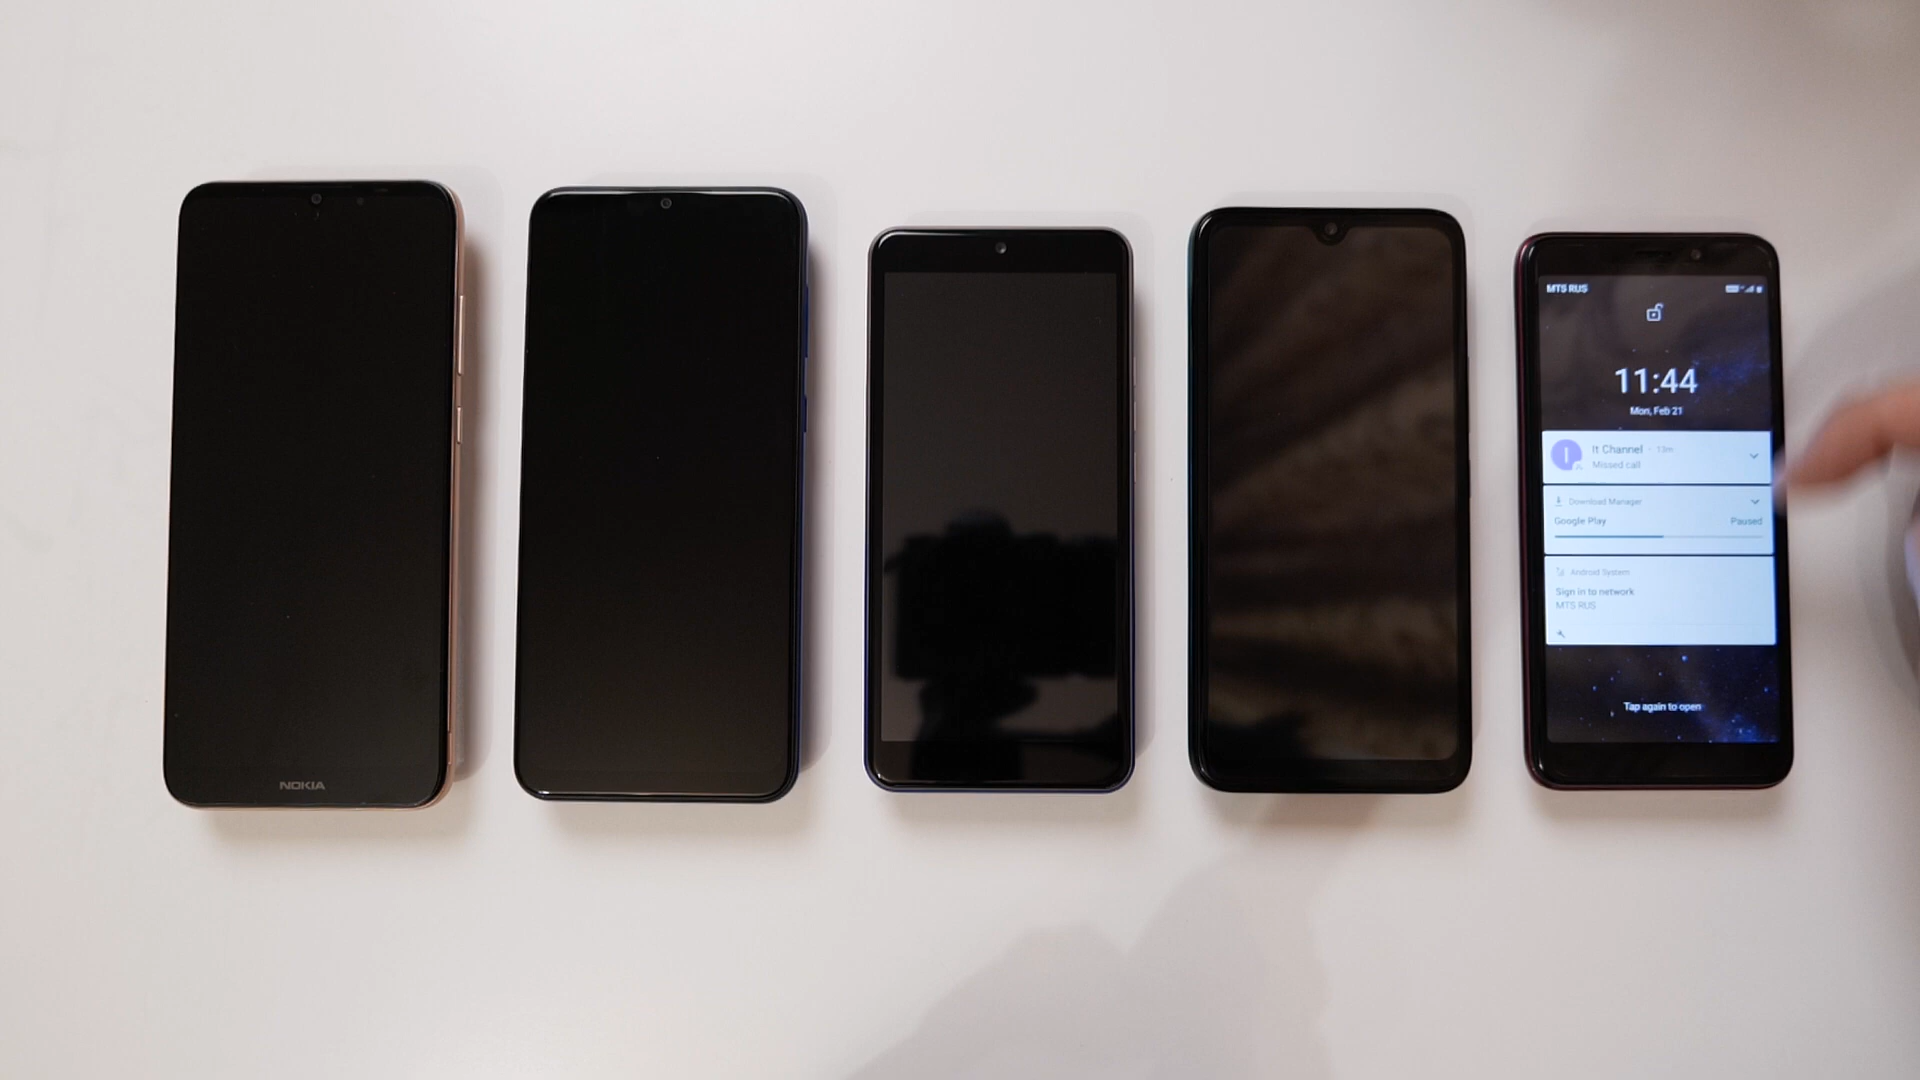 NOKIA
MTS RUS
11:44
Mon, Feb 21
It Channel · 13m
Missed call
Download Manager
Google Play Paused
Android System
Sign in to network
MTS RUS
Tap again to open